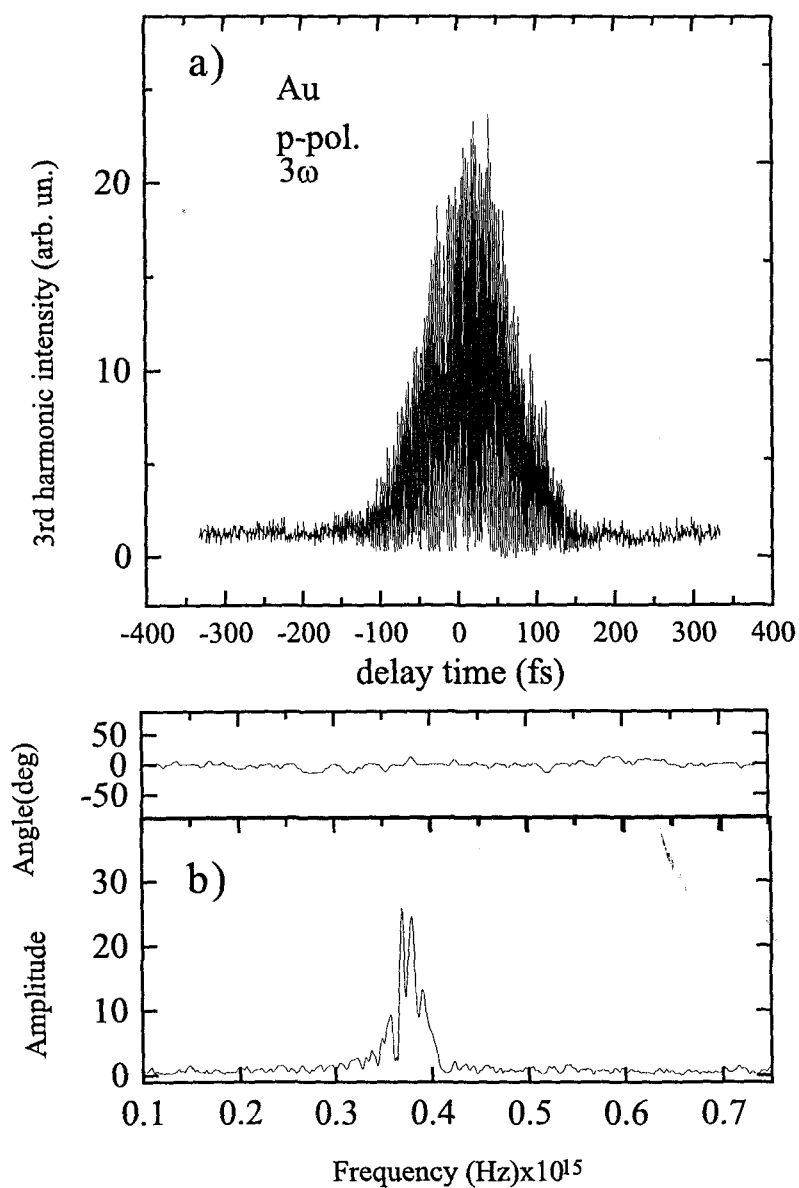 a)
Au
p-pol.
3ω
3rd harmonic intensity (arb. un.)
20
10
0
-400 -300 -200 -100 0 100 200 300 400
delay time (fs)
Angle(deg)
50
0
-50
b)
Amplitude
30
20
10
0
0.1 0.2 0.3 0.4 0.5 0.6 0.7
Frequency (Hz)x10¹⁵